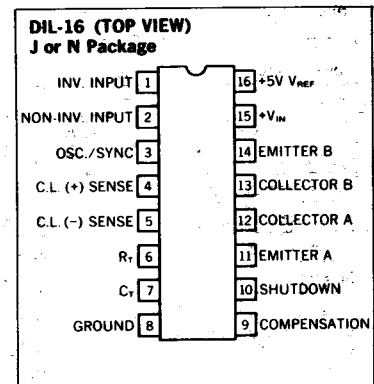 DIL-16 (TOP VIEW)
J or N Package
INV. INPUT 1
NON-INV. INPUT 2
OSC./SYNC 3
C.L. (+) SENSE 4
C.L. (-) SENSE 5
RT 6
CT 7
GROUND 8
16 +5V VREF
15 +VIN
14 EMITTER B
13 COLLECTOR B
12 COLLECTOR A
11 EMITTER A
10 SHUTDOWN
9 COMPENSATION